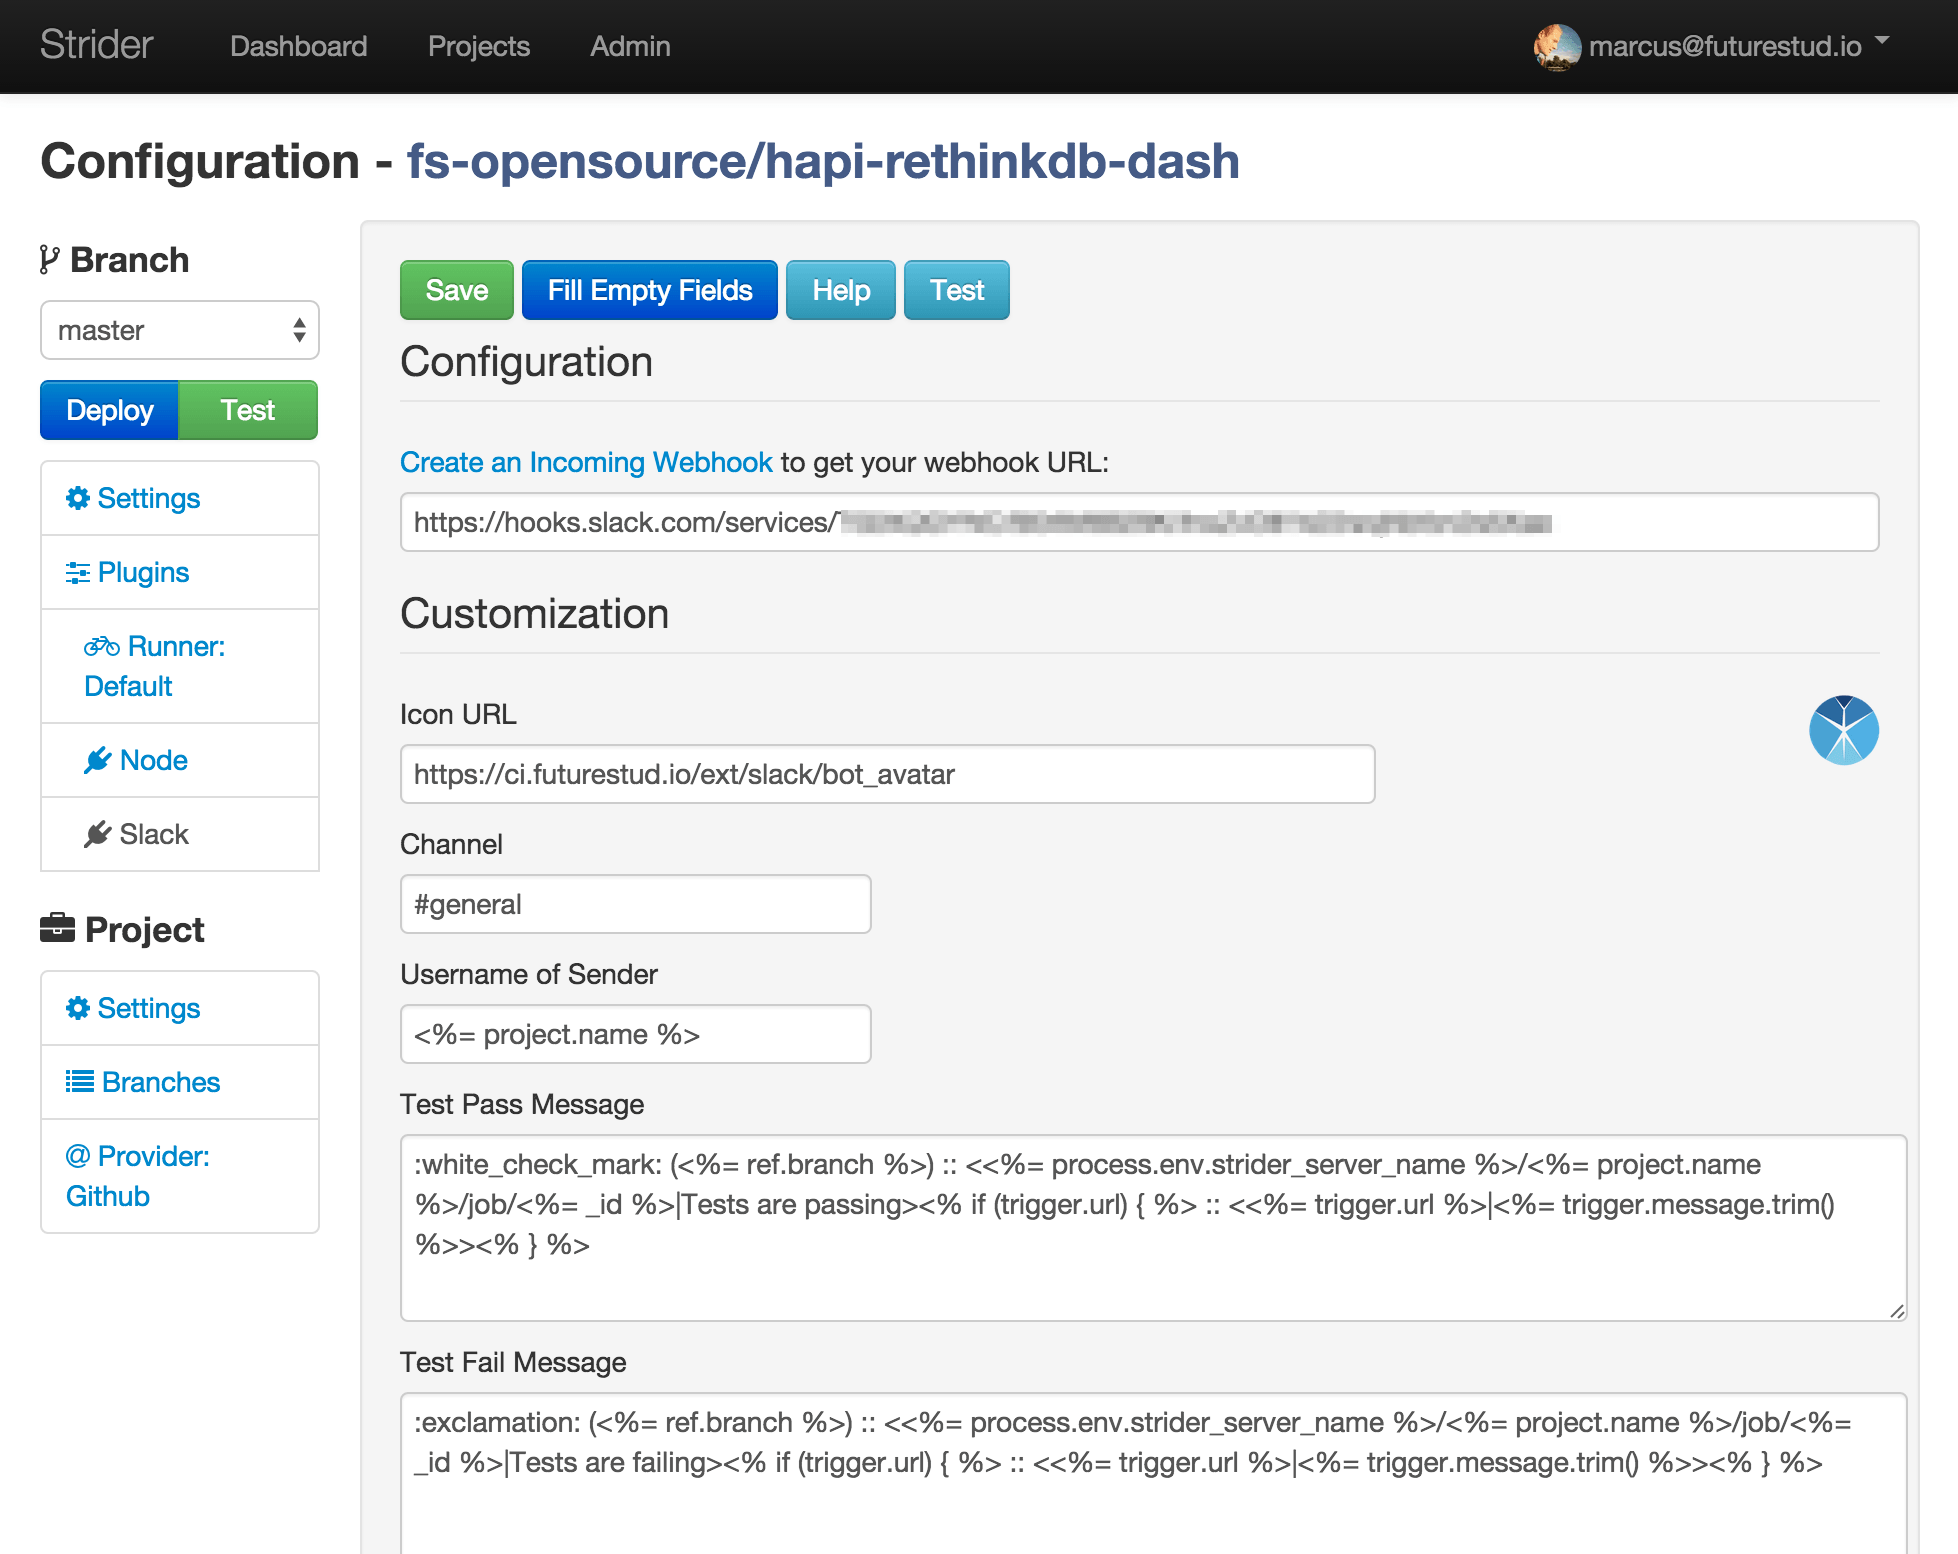 Strider Dashboard Projects Admin marcus@futurestud.io
Configuration - fs-opensource/hapi-rethinkdb-dash
Branch
master
Deploy Test
Settings
Plugins
Runner:
Default
Node
Slack
Project
Settings
Branches
@ Provider:
Github
Save Fill Empty Fields Help Test
Configuration
Create an Incoming Webhook to get your webhook URL:
https://hooks.slack.com/services/
Customization
Icon URL
https://ci.futurestud.io/ext/slack/bot_avatar
Channel
#general
Username of Sender
<%= project.name %>
Test Pass Message
:white_check_mark: (<%= ref.branch %>) :: <<%= process.env.strider_server_name %>/<%= project.name
%>/job/<%= _id %>|Tests are passing><% if (trigger.url) { %> :: <<%= trigger.url %>|<%= trigger.message.trim()
%>><% } %>
Test Fail Message
:exclamation: (<%= ref.branch %>) :: <<%= process.env.strider_server_name %>/<%= project.name %>/job/<%=
_id %>|Tests are failing><% if (trigger.url) { %> :: <<%= trigger.url %>|<%= trigger.message.trim() %>><% } %>